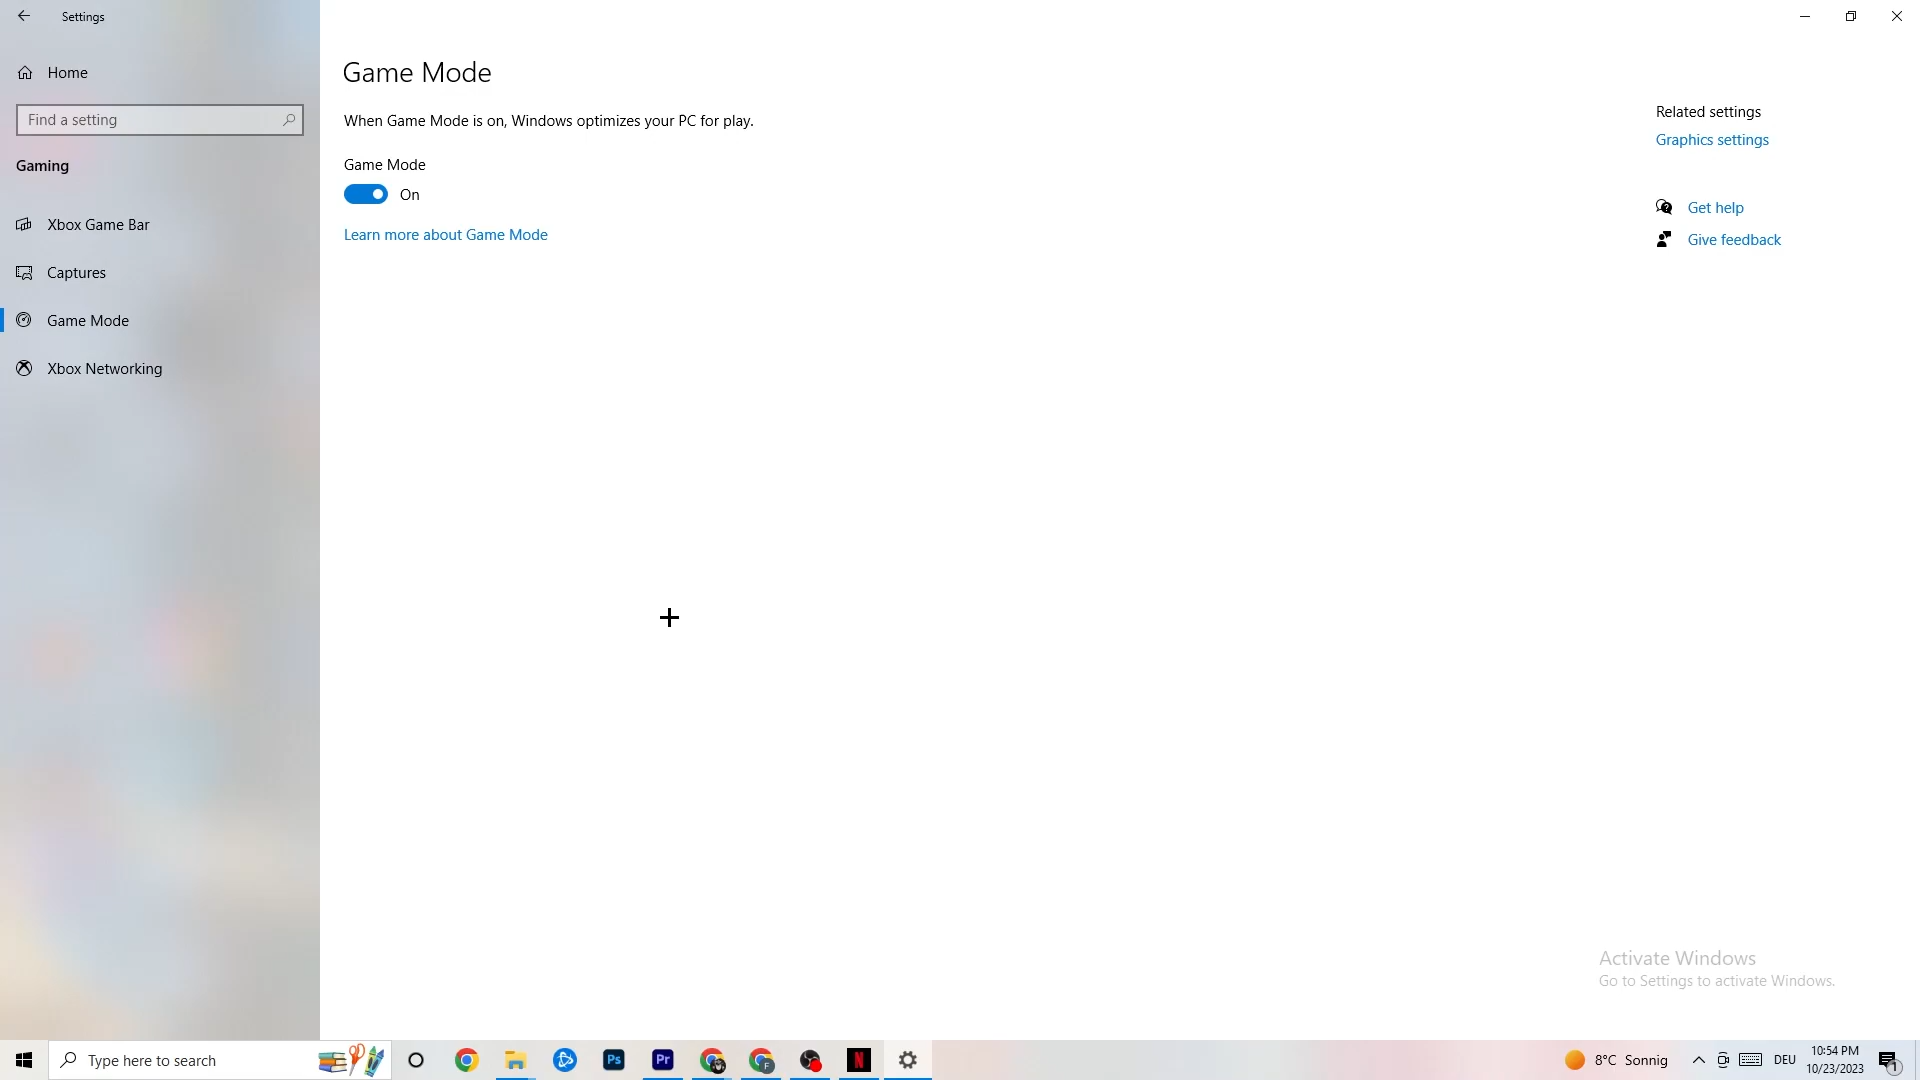 Settings
Home
Find a setting
Gaming
Xbox Game Bar
Captures
Game Mode
Xbox Networking
Game Mode
When Game Mode is on, Windows optimizes your PC for play.
Game Mode
On
Learn more about Game Mode
Related settings
Graphics settings
Get help
Give feedback
Activate Windows
Go to Settings to activate Windows.
Type here to search
Ps
Pr
F
N
8°C Sonnig
DEU
10:54 PM
10/23/2023
1